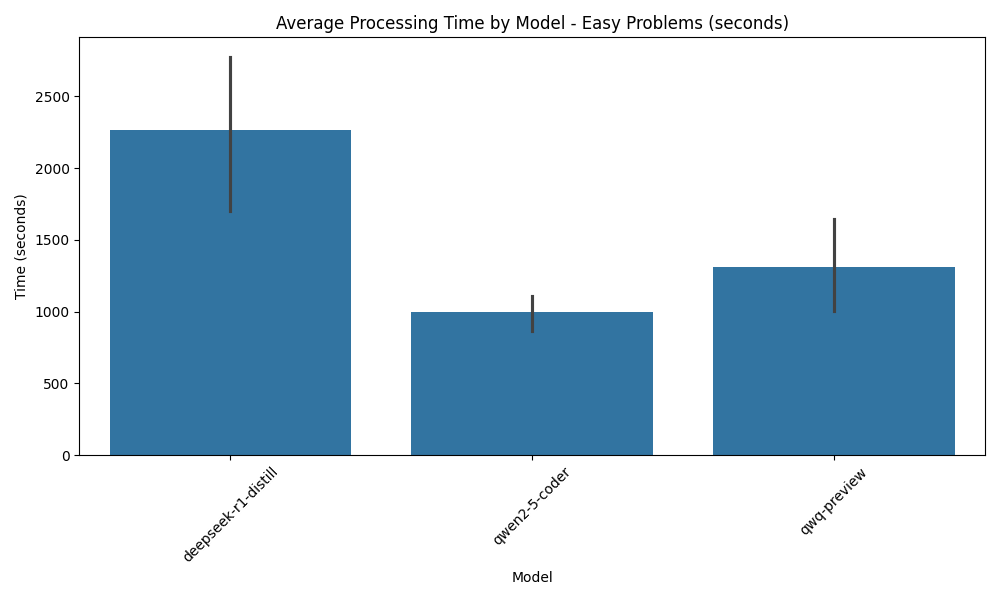 Average Processing Time by Model - Easy Problems (seconds)
Time (seconds)
2500
2000
1500
1000
500
0
deepseek-r1-distill
qwen2-5-coder
qwq-preview
Model